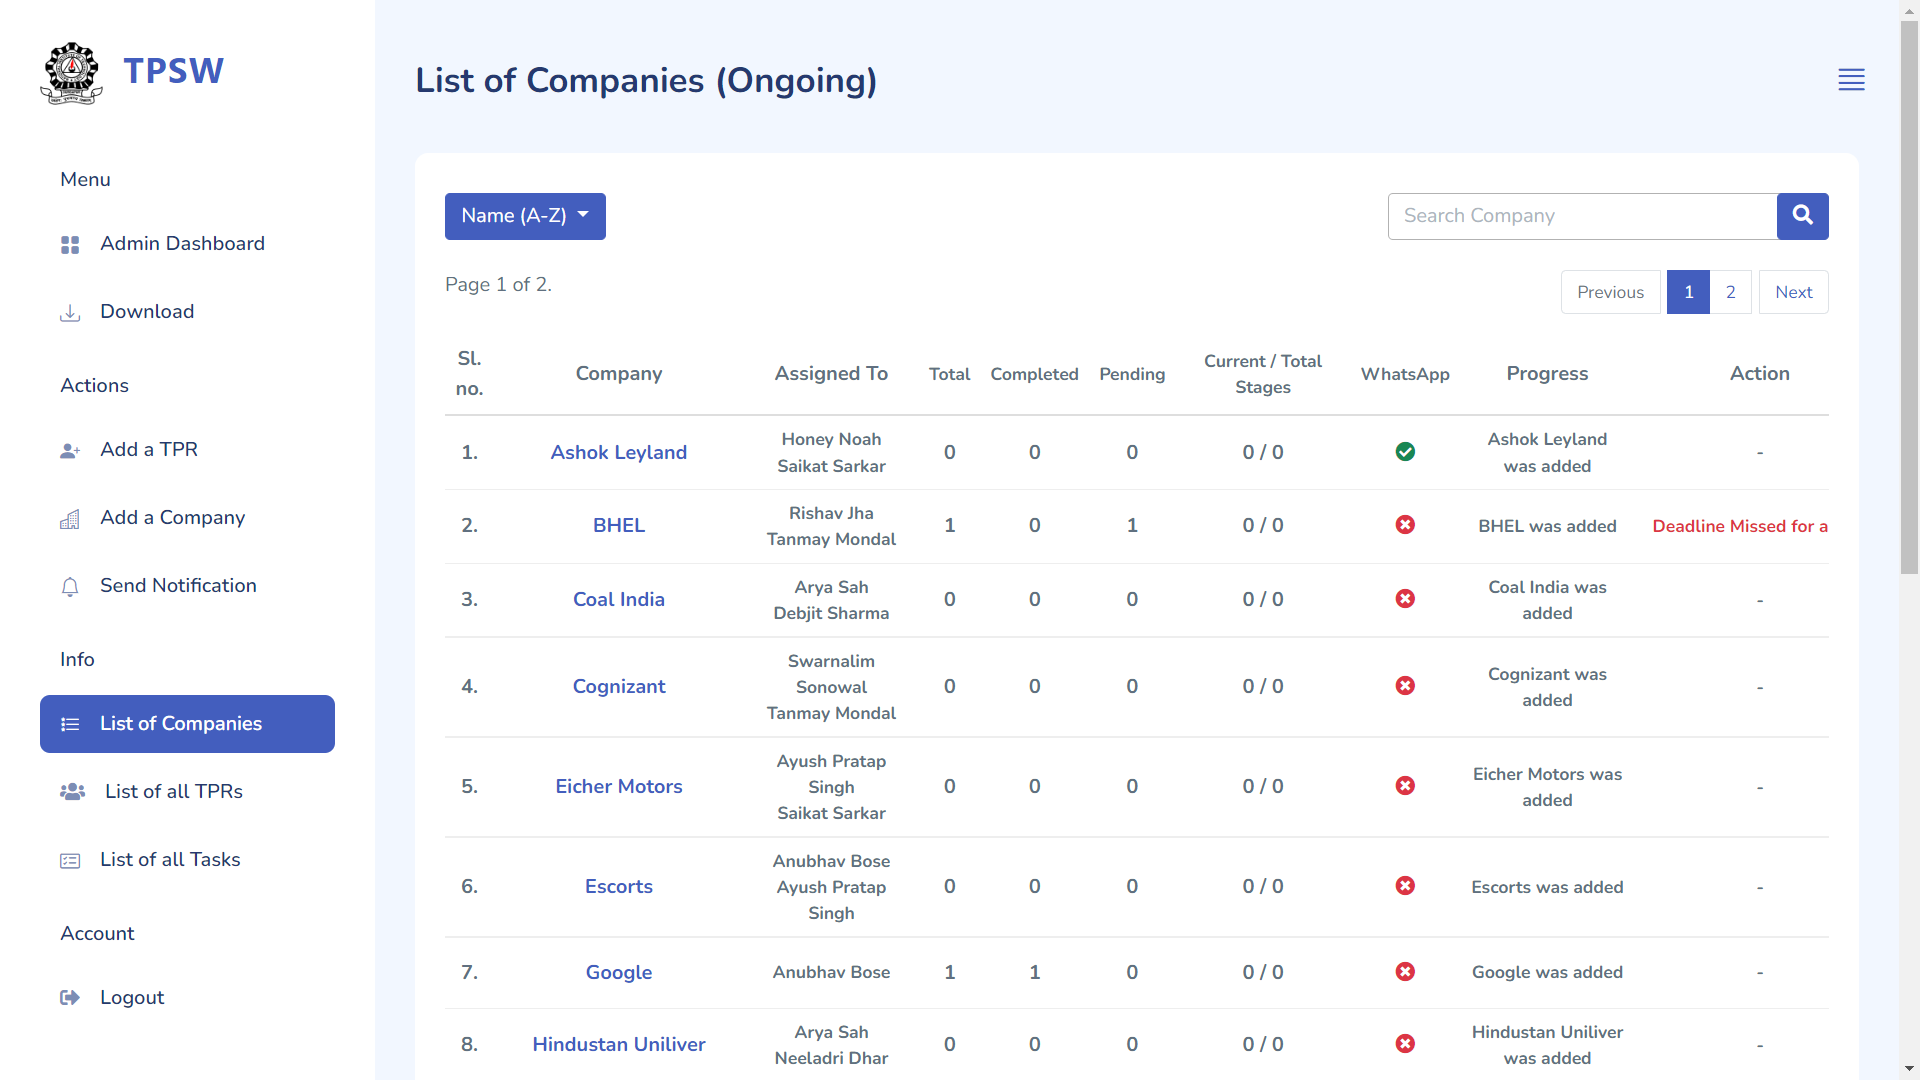 TPSW
Menu
Admin Dashboard
Download
Actions
Add a TPR
Add a Company
Send Notification
Info
List of Companies
List of all TPRs
List of all Tasks
Account
Logout
List of Companies (Ongoing)
Name (A-Z)
Search Company
Page 1 of 2.
Previous 1 2 Next
Sl. no. Company Assigned To Total Completed Pending Current / Total Stages WhatsApp Progress Action
1. Ashok Leyland Honey Noah Saikat Sarkar 0 0 0 0 / 0 Ashok Leyland was added -
2. BHEL Rishav Jha Tanmay Mondal 1 0 1 0 / 0 BHEL was added Deadline Missed for a
3. Coal India Arya Sah Debjit Sharma 0 0 0 0 / 0 Coal India was added -
4. Cognizant Swarnalim Sonowal Tanmay Mondal 0 0 0 0 / 0 Cognizant was added -
5. Eicher Motors Ayush Pratap Singh Saikat Sarkar 0 0 0 0 / 0 Eicher Motors was added -
6. Escorts Anubhav Bose Ayush Pratap Singh 0 0 0 0 / 0 Escorts was added -
7. Google Anubhav Bose 1 1 0 0 / 0 Google was added -
8. Hindustan Uniliver Arya Sah Neeladri Dhar 0 0 0 0 / 0 Hindustan Uniliver was added -